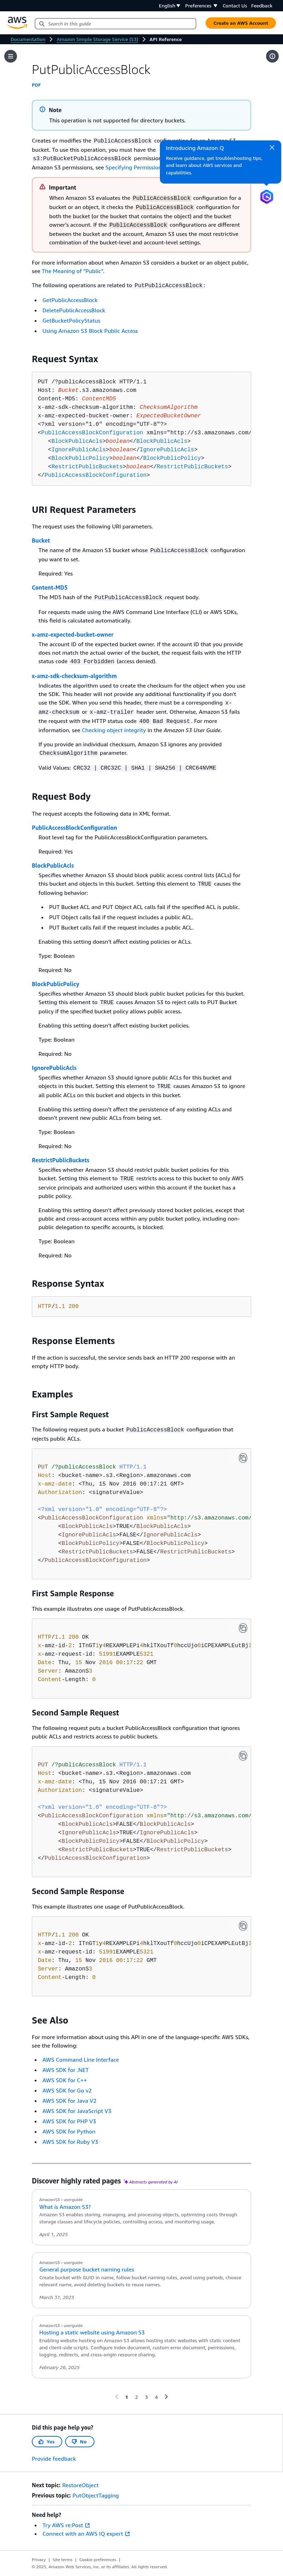 English
Preferences
Contact Us
Feedback
aws
Search in this guide
Create an AWS Account
Documentation
Amazon Simple Storage Service (S3)
API Reference
PutPublicAccessBlock
PDF
Note
This operation is not supported for directory buckets.
Creates or modifies the PublicAccessBlock configuration for an Amazon S3
bucket. To use this operation, you must have the
s3:PutBucketPublicAccessBlock permission.
Amazon S3 permissions, see Specifying Permissions
Introducing Amazon Q
Receive guidance, get troubleshooting tips,
and learn about AWS services and
capabilities.
Important
When Amazon S3 evaluates the PublicAccessBlock configuration for a
bucket or an object, it checks the PublicAccessBlock configuration for
both the bucket (or the bucket that contains the object) and the bucket
owner's account. If the PublicAccessBlock configurations are different
between the bucket and the account, Amazon S3 uses the most restrictive
combination of the bucket-level and account-level settings.
For more information about when Amazon S3 considers a bucket or an object public,
see The Meaning of "Public".
The following operations are related to PutPublicAccessBlock:
GetPublicAccessBlock
DeletePublicAccessBlock
GetBucketPolicyStatus
Using Amazon S3 Block Public Access
Request Syntax
PUT /?publicAccessBlock HTTP/1.1
Host: Bucket.s3.amazonaws.com
Content-MD5: ContentMD5
x-amz-sdk-checksum-algorithm: ChecksumAlgorithm
x-amz-expected-bucket-owner: ExpectedBucketOwner
<?xml version="1.0" encoding="UTF-8"?>
<PublicAccessBlockConfiguration xmlns="http://s3.amazonaws.com/
<BlockPublicAcls>boolean</BlockPublicAcls>
<IgnorePublicAcls>boolean</IgnorePublicAcls>
<BlockPublicPolicy>boolean</BlockPublicPolicy>
<RestrictPublicBuckets>boolean</RestrictPublicBuckets>
</PublicAccessBlockConfiguration>
URI Request Parameters
The request uses the following URI parameters.
Bucket
The name of the Amazon S3 bucket whose PublicAccessBlock configuration
you want to set.
Required: Yes
Content-MD5
The MD5 hash of the PutPublicAccessBlock request body.
For requests made using the AWS Command Line Interface (CLI) or AWS SDKs,
this field is calculated automatically.
x-amz-expected-bucket-owner
The account ID of the expected bucket owner. If the account ID that you provide
does not match the actual owner of the bucket, the request fails with the HTTP
status code 403 Forbidden (access denied).
x-amz-sdk-checksum-algorithm
Indicates the algorithm used to create the checksum for the object when you use
the SDK. This header will not provide any additional functionality if you don't
use the SDK. When you send this header, there must be a corresponding x-
amz-checksum or x-amz-trailer header sent. Otherwise, Amazon S3 fails
the request with the HTTP status code 400 Bad Request. For more
information, see Checking object integrity in the Amazon S3 User Guide.
If you provide an individual checksum, Amazon S3 ignores any provided
ChecksumAlgorithm parameter.
Valid Values: CRC32 | CRC32C | SHA1 | SHA256 | CRC64NVME
Request Body
The request accepts the following data in XML format.
PublicAccessBlockConfiguration
Root level tag for the PublicAccessBlockConfiguration parameters.
Required: Yes
BlockPublicAcls
Specifies whether Amazon S3 should block public access control lists (ACLs) for
this bucket and objects in this bucket. Setting this element to TRUE causes the
following behavior:
PUT Bucket ACL and PUT Object ACL calls fail if the specified ACL is public.
PUT Object calls fail if the request includes a public ACL.
PUT Bucket calls fail if the request includes a public ACL.
Enabling this setting doesn't affect existing policies or ACLs.
Type: Boolean
Required: No
BlockPublicPolicy
Specifies whether Amazon S3 should block public bucket policies for this bucket.
Setting this element to TRUE causes Amazon S3 to reject calls to PUT Bucket
policy if the specified bucket policy allows public access.
Enabling this setting doesn't affect existing bucket policies.
Type: Boolean
Required: No
IgnorePublicAcls
Specifies whether Amazon S3 should ignore public ACLs for this bucket and
objects in this bucket. Setting this element to TRUE causes Amazon S3 to ignore
all public ACLs on this bucket and objects in this bucket.
Enabling this setting doesn't affect the persistence of any existing ACLs and
doesn't prevent new public ACLs from being set.
Type: Boolean
Required: No
RestrictPublicBuckets
Specifies whether Amazon S3 should restrict public bucket policies for this
bucket. Setting this element to TRUE restricts access to this bucket to only AWS
service principals and authorized users within this account if the bucket has a
public policy.
Enabling this setting doesn't affect previously stored bucket policies, except that
public and cross-account access within any public bucket policy, including non-
public delegation to specific accounts, is blocked.
Type: Boolean
Required: No
Response Syntax
HTTP/1.1 200
Response Elements
If the action is successful, the service sends back an HTTP 200 response with an
empty HTTP body.
Examples
First Sample Request
The following request puts a bucket PublicAccessBlock configuration that
rejects public ACLs.
PUT /?publicAccessBlock HTTP/1.1
Host: <bucket-name>.s3.<Region>.amazonaws.com
x-amz-date: <Thu, 15 Nov 2016 00:17:21 GMT>
Authorization: <signatureValue>
<?xml version="1.0" encoding="UTF-8"?>
<PublicAccessBlockConfiguration xmlns="http://s3.amazonaws.com/
<BlockPublicAcls>TRUE</BlockPublicAcls>
<IgnorePublicAcls>FALSE</IgnorePublicAcls>
<BlockPublicPolicy>FALSE</BlockPublicPolicy>
<RestrictPublicBuckets>FALSE</RestrictPublicBuckets>
</PublicAccessBlockConfiguration>
First Sample Response
This example illustrates one usage of PutPublicAccessBlock.
HTTP/1.1 200 OK
x-amz-id-2: ITnGT1y4REXAMPLEPi4hklTXouTf0hccUjo0iCPEXAMPLEutBj
x-amz-request-id: 51991EXAMPLE5321
Date: Thu, 15 Nov 2016 00:17:22 GMT
Server: AmazonS3
Content-Length: 0
Second Sample Request
The following request puts a bucket PublicAccessBlock configuration that ignores
public ACLs and restricts access to public buckets.
PUT /?publicAccessBlock HTTP/1.1
Host: <bucket-name>.s3.<Region>.amazonaws.com
x-amz-date: <Thu, 15 Nov 2016 00:17:21 GMT>
Authorization: <signatureValue>
<?xml version="1.0" encoding="UTF-8"?>
<PublicAccessBlockConfiguration xmlns="http://s3.amazonaws.com/
<BlockPublicAcls>FALSE</BlockPublicAcls>
<IgnorePublicAcls>TRUE</IgnorePublicAcls>
<BlockPublicPolicy>FALSE</BlockPublicPolicy>
<RestrictPublicBuckets>TRUE</RestrictPublicBuckets>
</PublicAccessBlockConfiguration>
Second Sample Response
This example illustrates one usage of PutPublicAccessBlock.
HTTP/1.1 200 OK
x-amz-id-2: ITnGT1y4REXAMPLEPi4hklTXouTf0hccUjo0iCPEXAMPLEutBj
x-amz-request-id: 51991EXAMPLE5321
Date: Thu, 15 Nov 2016 00:17:22 GMT
Server: AmazonS3
Content-Length: 0
See Also
For more information about using this API in one of the language-specific AWS SDKs,
see the following:
AWS Command Line Interface
AWS SDK for .NET
AWS SDK for C++
AWS SDK for Go v2
AWS SDK for Java V2
AWS SDK for JavaScript V3
AWS SDK for PHP V3
AWS SDK for Python
AWS SDK for Ruby V3
Discover highly rated pages Abstracts generated by AI
AmazonS3 › userguide
What is Amazon S3?
Amazon S3 enables storing, managing, and processing objects, optimizing costs through
storage classes and lifecycle policies, controlling access, and monitoring usage.
April 1, 2025
AmazonS3 › userguide
General purpose bucket naming rules
Create bucket with GUID in name, follow bucket naming rules, avoid using periods, choose
relevant name, avoid deleting buckets to reuse names.
March 31, 2025
AmazonS3 › userguide
Hosting a static website using Amazon S3
Enabling website hosting on Amazon S3 allows hosting static websites with static content
and client-side scripts. Configure index document, custom error document, permissions,
logging, redirects, and cross-origin resource sharing.
February 26, 2025
1 2 3 4
Did this page help you?
Yes
No
Provide feedback
Next topic: RestoreObject
Previous topic: PutObjectTagging
Need help?
Try AWS re:Post
Connect with an AWS IQ expert
Privacy | Site terms | Cookie preferences |
© 2025, Amazon Web Services, Inc. or its affiliates. All rights reserved.